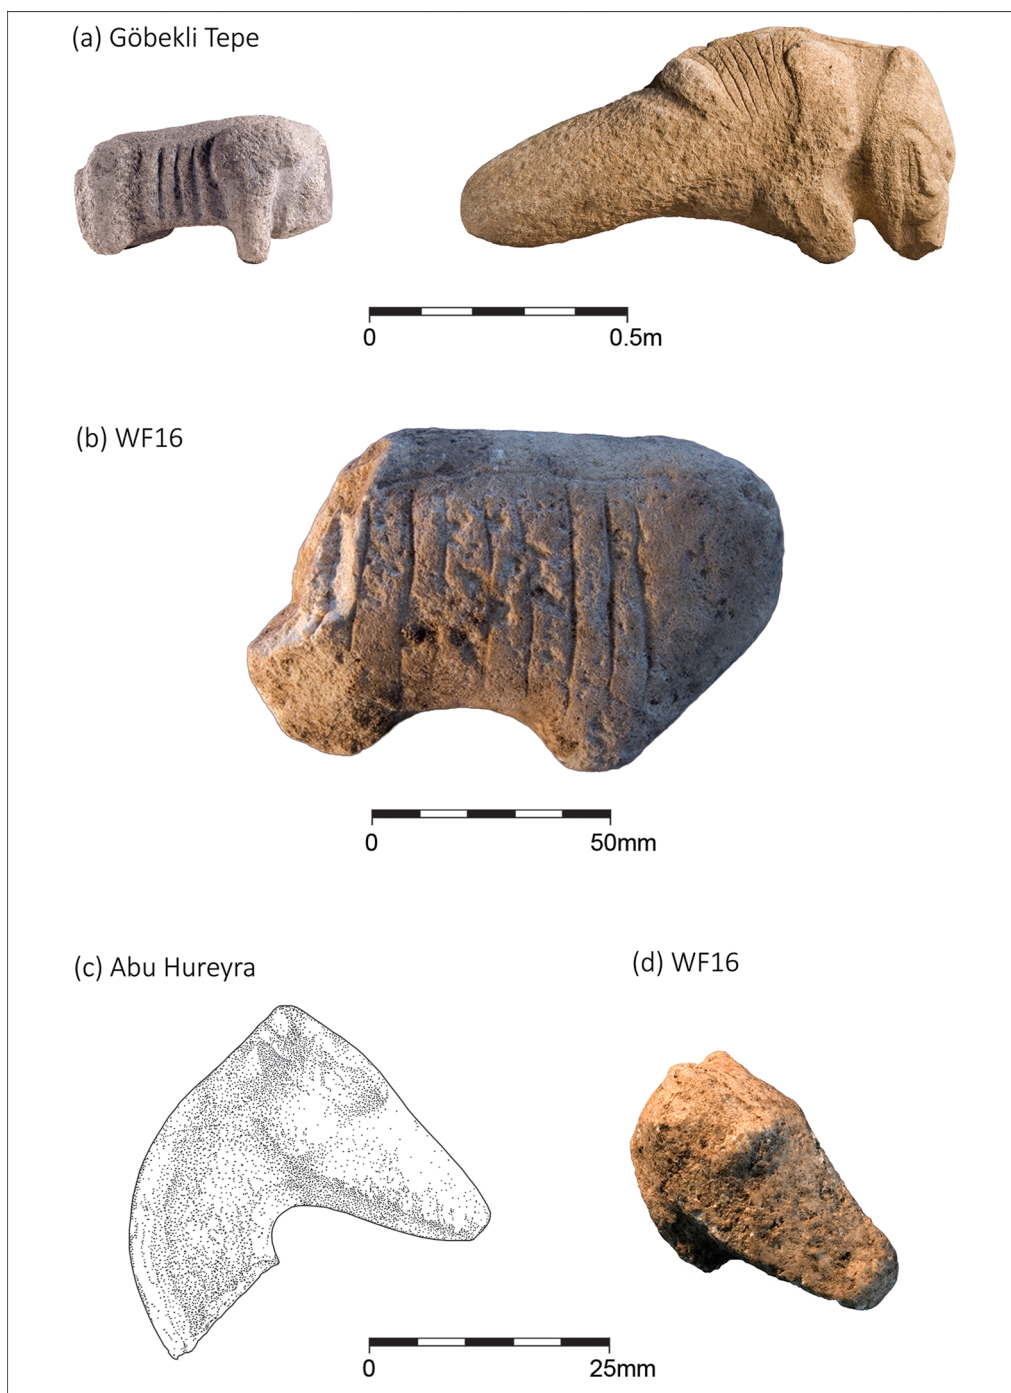 (a) Göbekli Tepe
0 0.5m
(b) WF16
0 50mm
(c) Abu Hureyra
(d) WF16
0 25mm